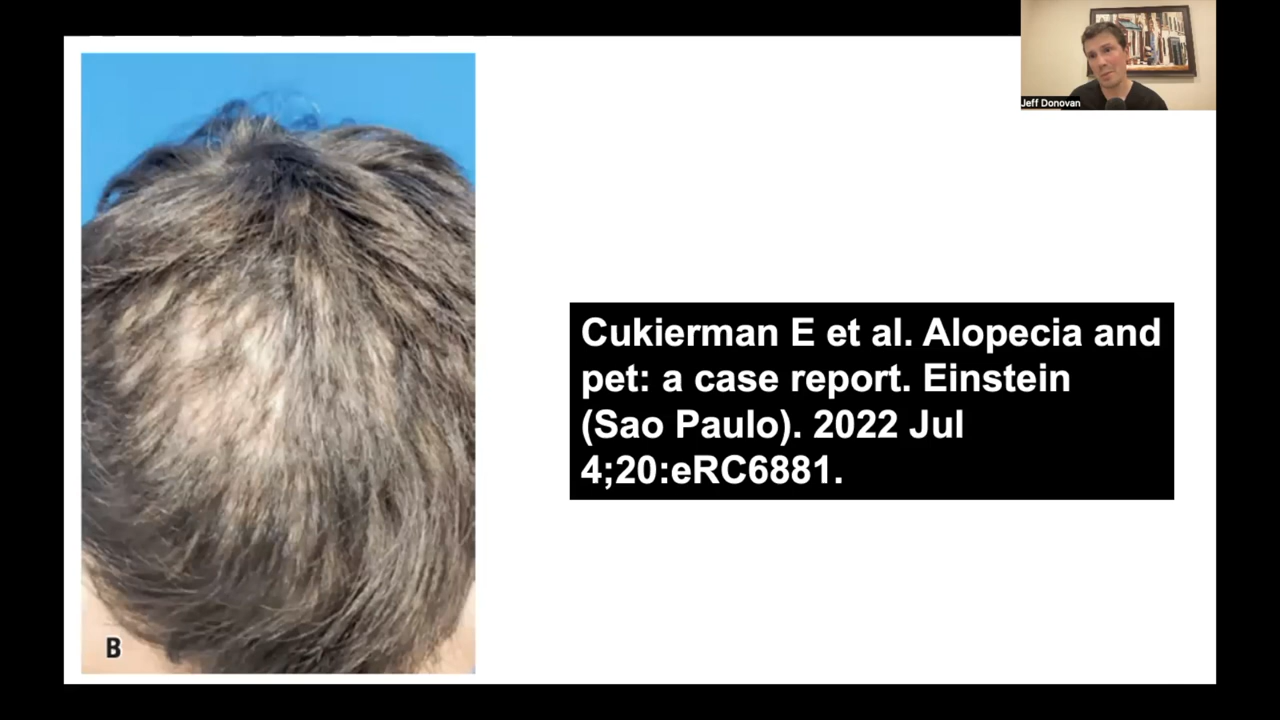 Jeff Donovan
Cukierman E et al. Alopecia and
pet: a case report. Einstein
(Sao Paulo). 2022 Jul
4;20:eRC6881.
B